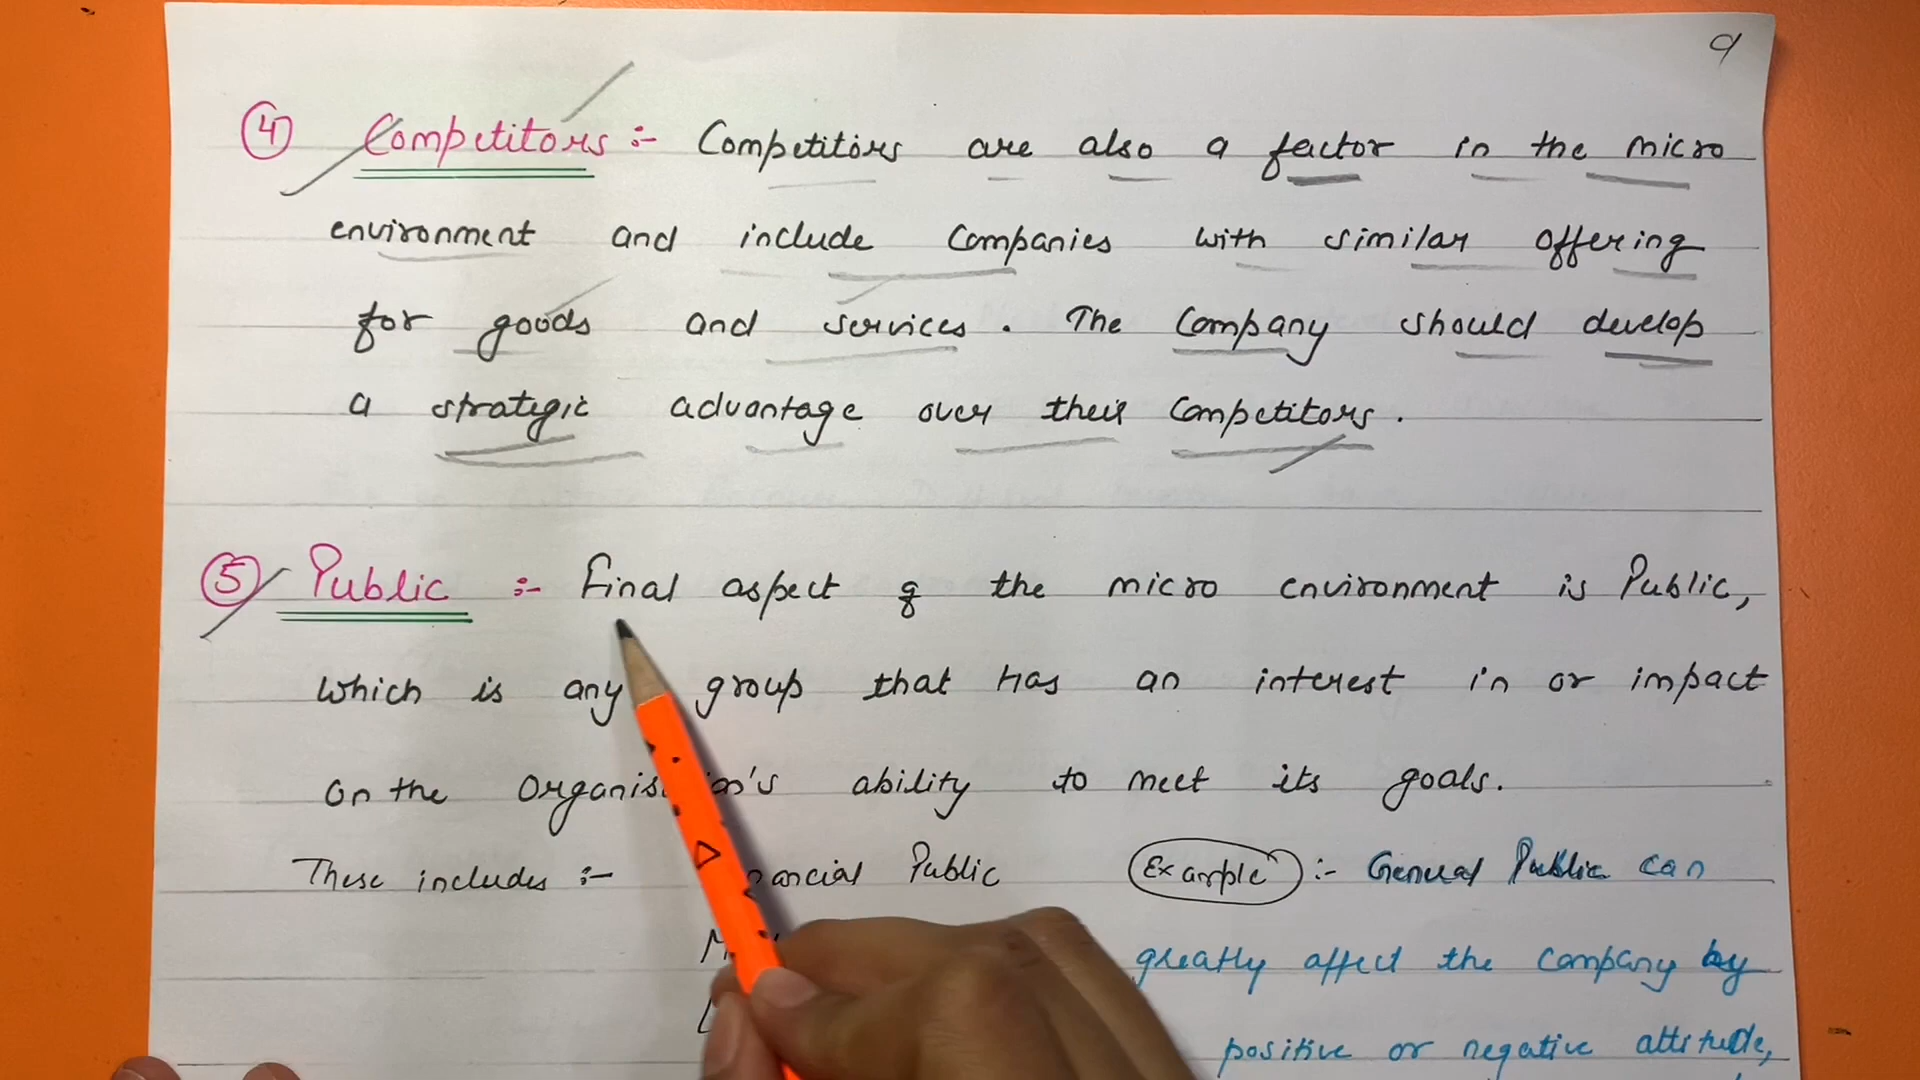 9
④ Competitors :- Competitors are also a factor in the micro
environment and include Companies with similar offering
for goods and services. The Company should develop
a strategic advantage over their Competitors.
⑤ Public :- Final aspect of the micro environment is Public,
which is any group that has an interest in or impact
on the ability to meet its goals.
These includes :- Public
Example :- General Public can
greatly affect the company by
positive or negative attitude,